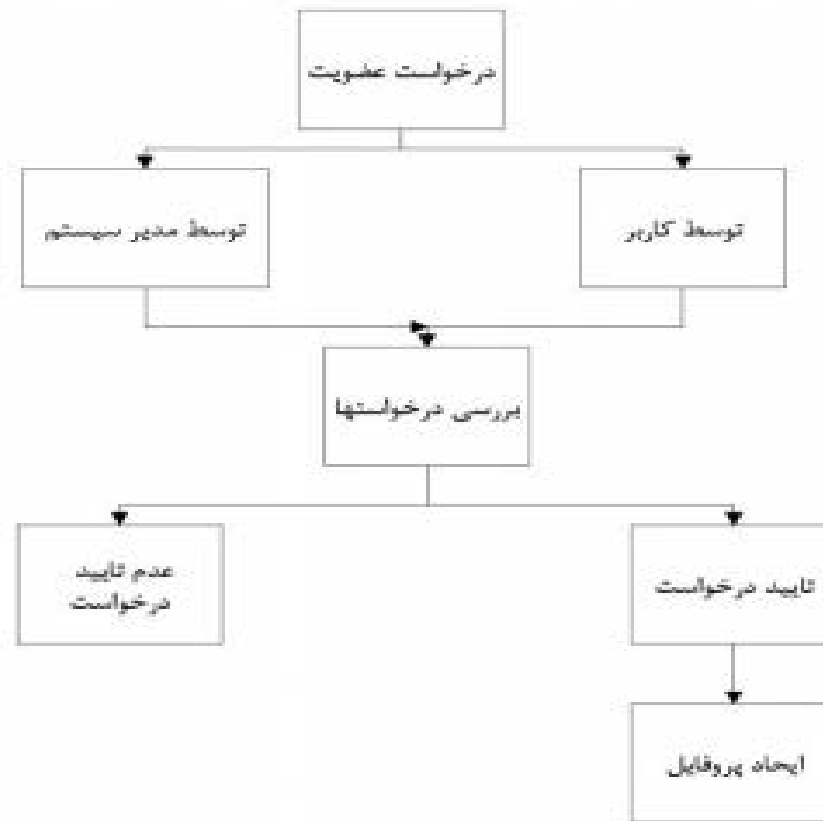 درخواست عضویت
توسط کاربر
توسط مدیر سیستم
بررسی درخواستها
تایید درخواست
عدم تایید
درخواست
ایجاد پروفایل